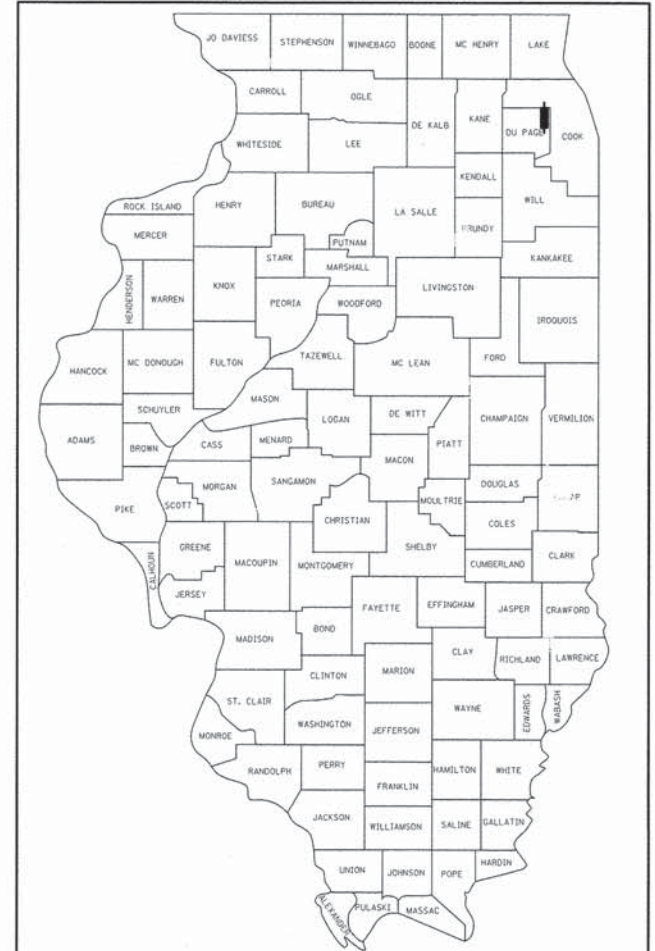 JO DAVIESS
STEPHENSON
WINNEBAGO
BOONE
MC HENRY
LAKE
CARROLL
OGLE
DE KALB
KANE
DU PAGE
COOK
WHITESIDE
LEE
KENDALL
WILL
ROCK ISLAND
HENRY
BUREAU
LA SALLE
MERCER
PUTNAM
KANKAKEE
STARK
MARSHALL
LIVINGSTON
HENDERSON
WARREN
KNOX
PEORIA
WOODFORD
IROQUOIS
HANCOCK
MC DONOUGH
FULTON
TAZEWELL
MC LEAN
FORD
MASON
SCHUYLER
LOGAN
DE WITT
CHAMPAIGN
VERMILION
ADAMS
BROWN
CASS
MENARD
PIATT
MACON
MORGAN
SANGAMON
DOUGLAS
PIKE
SCOTT
CHRISTIAN
MOULTRIE
COLES
CALHOUN
GREENE
MACOUPIN
MONTGOMERY
SHELBY
CUMBERLAND
CLARK
JERSEY
FAYETTE
EFFINGHAM
JASPER
CRAWFORD
MADISON
BOND
CLAY
RICHLAND
LAWRENCE
CLINTON
MARION
ST. CLAIR
WAYNE
EDWARDS
WABASH
WASHINGTON
JEFFERSON
MONROE
RANDOLPH
PERRY
HAMILTON
WHITE
FRANKLIN
JACKSON
WILLIAMSON
SALINE
GALLATIN
UNION
JOHNSON
POPE
HARDIN
ALEXANDER
PULASKI
MASSAC